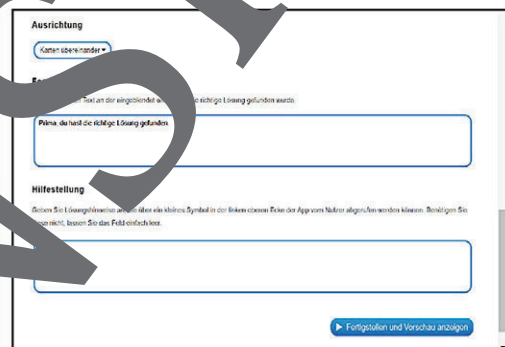 Ausrichtung
Karten übereinander
Text an der eingeblendet richtige Lösung gefunden wurde.
Prima, du hast die richtige Lösung gefunden.
Hilfestellung
Geben Sie Lösungshinweise über ein kleines Symbol in der linken oberen Ecke der App vom Nutzer abgerufen werden können. Benötigen Sie
diese nicht, lassen Sie das Feld einfach leer.
Fertigstellen und Vorschau anzeigen